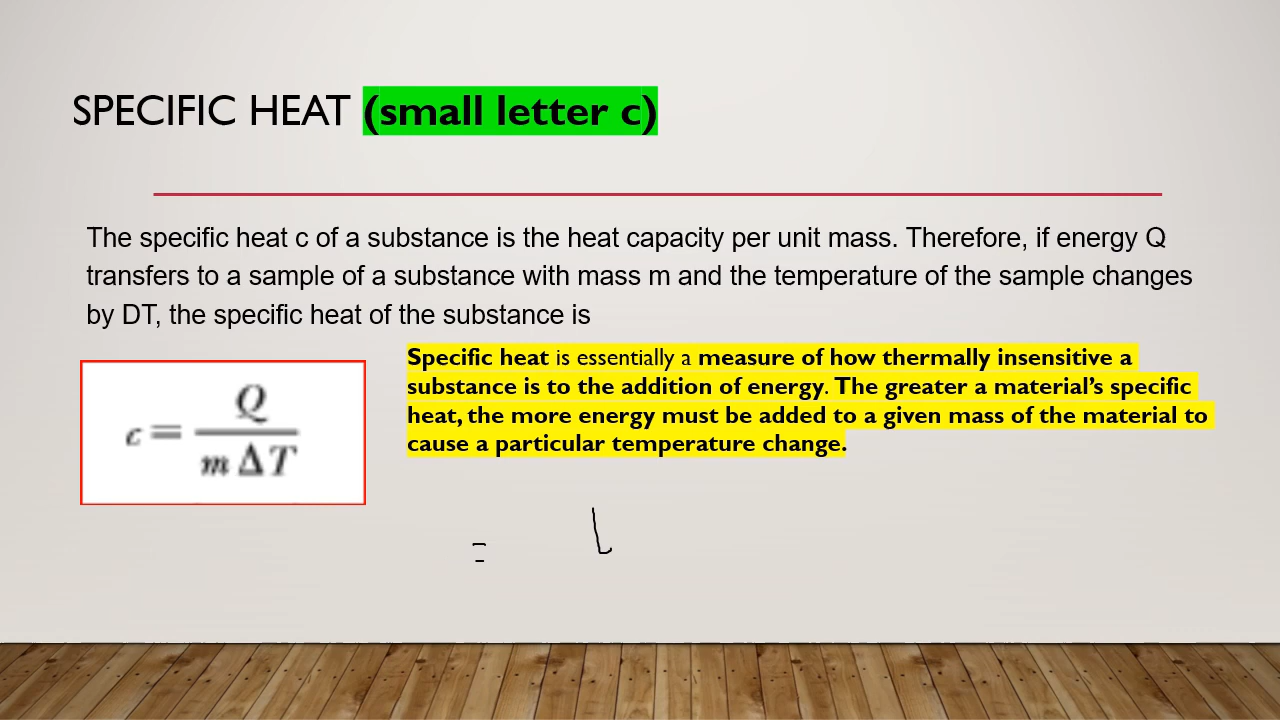 SPECIFIC HEAT (small letter c)
The specific heat c of a substance is the heat capacity per unit mass. Therefore, if energy Q
transfers to a sample of a substance with mass m and the temperature of the sample changes
by DT, the specific heat of the substance is
c = Q / m ΔT
Specific heat is essentially a measure of how thermally insensitive a
substance is to the addition of energy. The greater a material’s specific
heat, the more energy must be added to a given mass of the material to
cause a particular temperature change.
= L